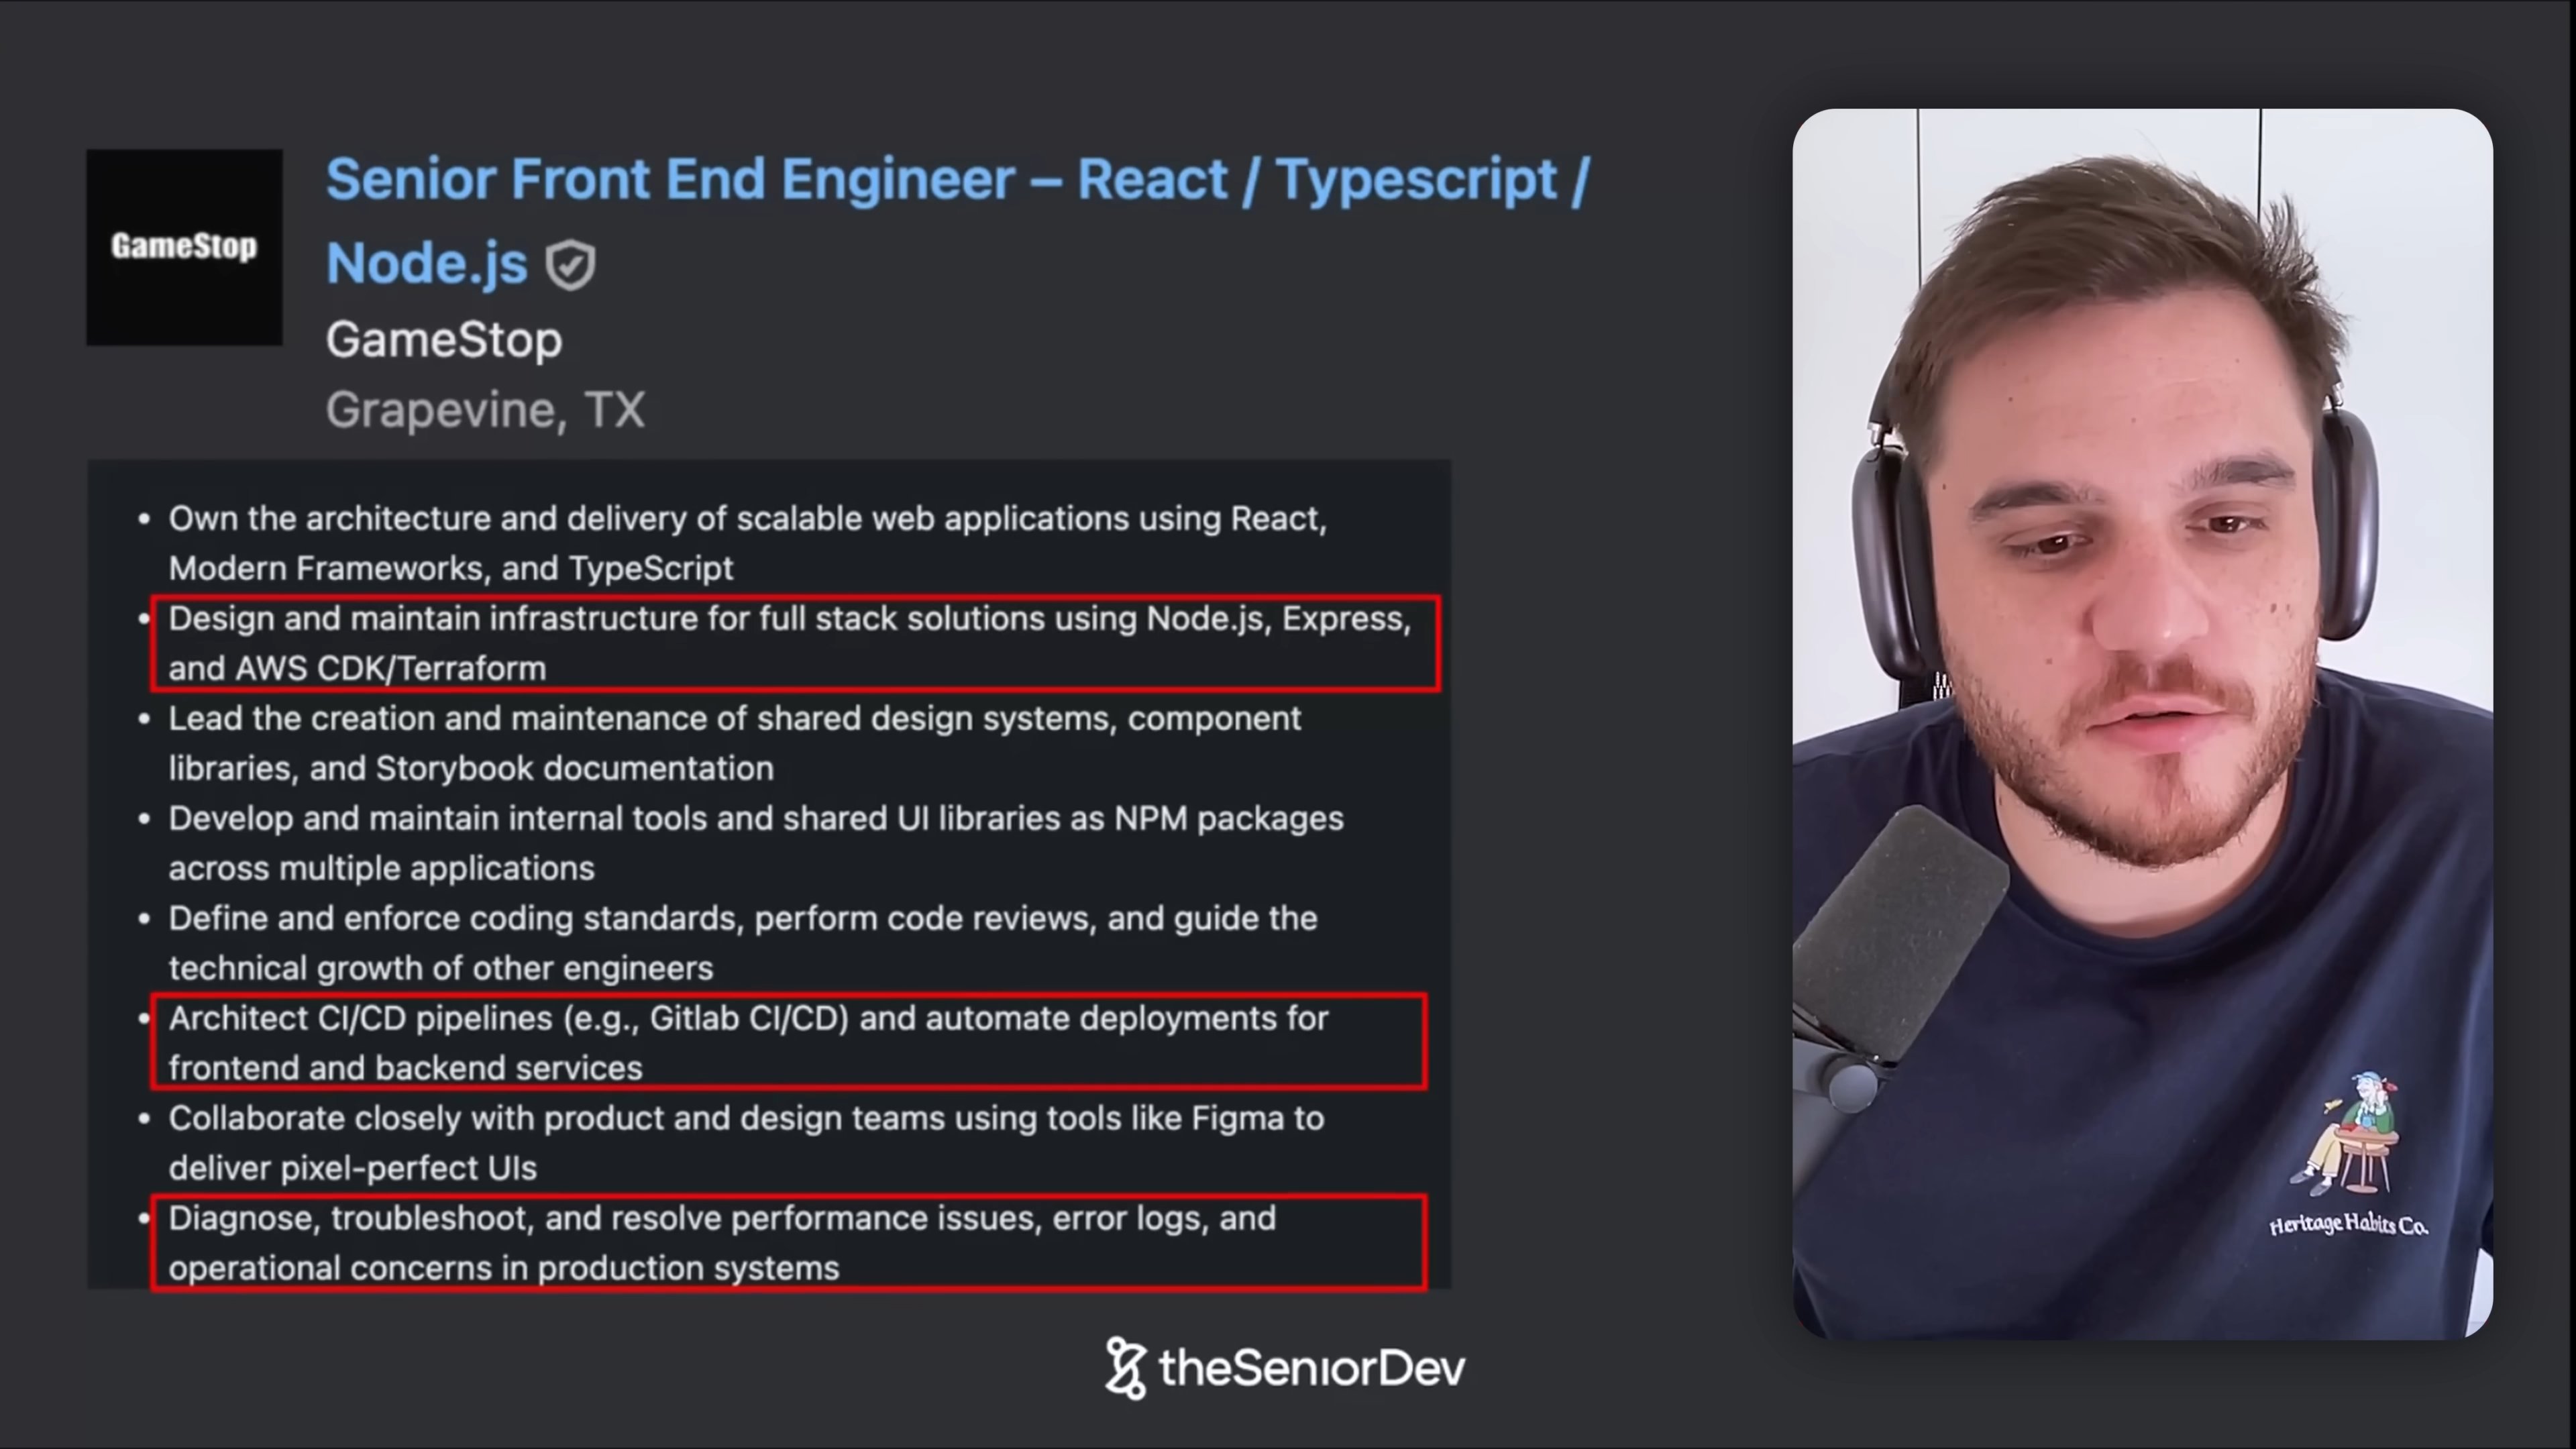 GameStop
Senior Front End Engineer – React / Typescript /
Node.js
GameStop
Grapevine, TX
• Own the architecture and delivery of scalable web applications using React,
Modern Frameworks, and TypeScript
• Design and maintain infrastructure for full stack solutions using Node.js, Express,
and AWS CDK/Terraform
• Lead the creation and maintenance of shared design systems, component
libraries, and Storybook documentation
• Develop and maintain internal tools and shared UI libraries as NPM packages
across multiple applications
• Define and enforce coding standards, perform code reviews, and guide the
technical growth of other engineers
• Architect CI/CD pipelines (e.g., Gitlab CI/CD) and automate deployments for
frontend and backend services
• Collaborate closely with product and design teams using tools like Figma to
deliver pixel-perfect UIs
• Diagnose, troubleshoot, and resolve performance issues, error logs, and
operational concerns in production systems
theSeniorDev
Heritage Habits Co.